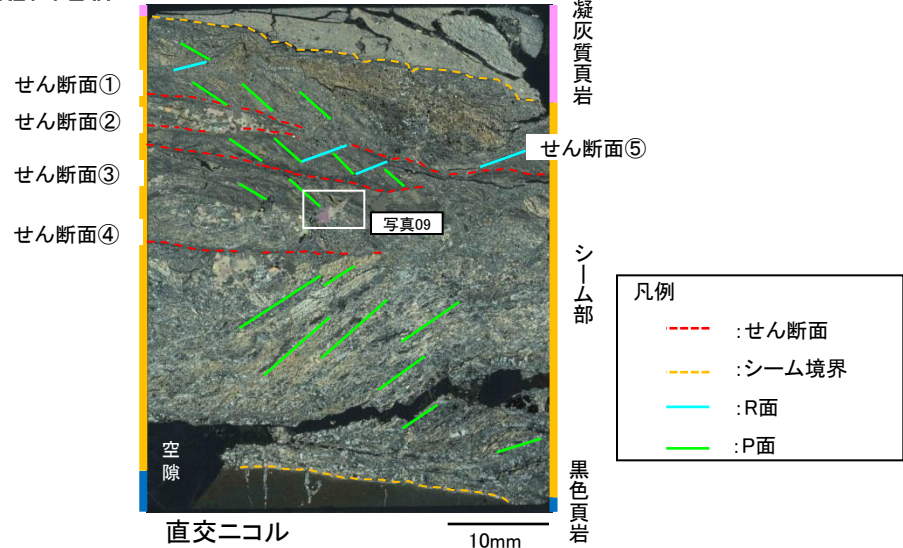 せん断面①
せん断面②
せん断面③
せん断面④
せん断面⑤
写真09
凝灰質頁岩
シーム部
黒色頁岩
空隙
直交ニコル
10mm
凡例
:せん断面
:シーム境界
:R面
:P面